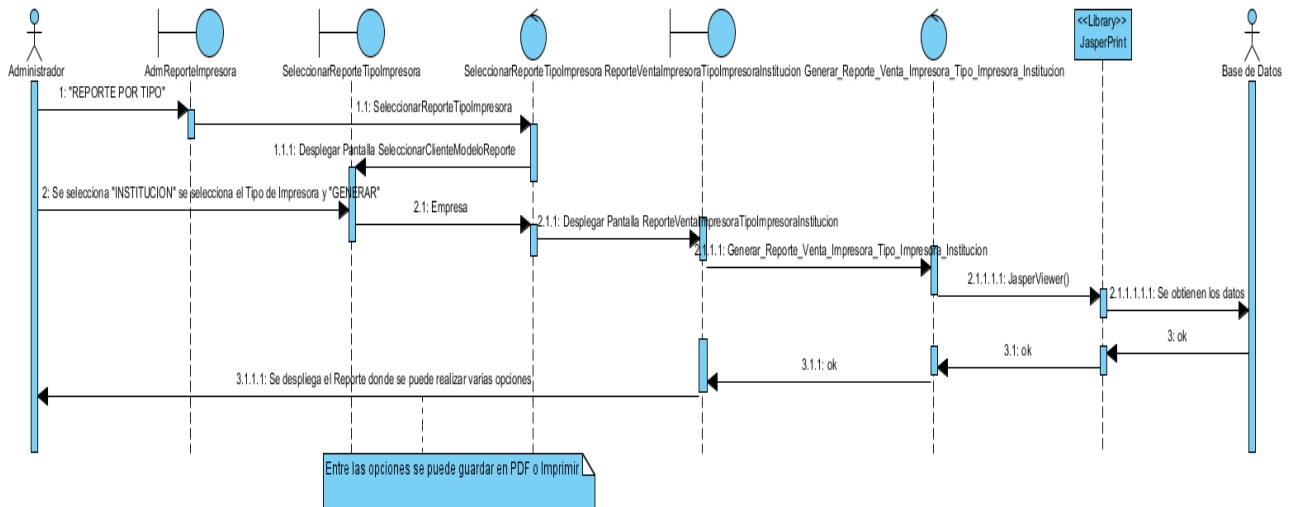 <<Library>>
JasperPrint
Administrador
AdmReporteImpresora
SeleccionarReporteTipoImpresora
SeleccionarReporteTipoImpresora
ReporteVentaImpresoraTipoImpresoraInstitucion
Generar_Reporte_Venta_Impresora_Tipo_Impresora_Institucion
Base de Datos
1: "REPORTE POR TIPO"
1.1: SeleccionarReporteTipoImpresora
1.1.1: Desplegar Pantalla SeleccionarClienteModeloReporte
2: Se selecciona "INSTITUCION" se selecciona el Tipo de Impresora y "GENERAR"
2.1: Empresa
2.1.1: Desplegar Pantalla ReporteVentaImpresoraTipoImpresoraInstitucion
2.1.1.1: Generar_Reporte_Venta_Impresora_Tipo_Impresora_Institucion
2.1.1.1.1: JasperViewer()
2.1.1.1.1.1: Se obtienen los datos
3: ok
3.1: ok
3.1.1: ok
3.1.1.1: Se despliega el Reporte donde se puede realizar varias opciones
Entre las opciones se puede guardar en PDF o Imprimir